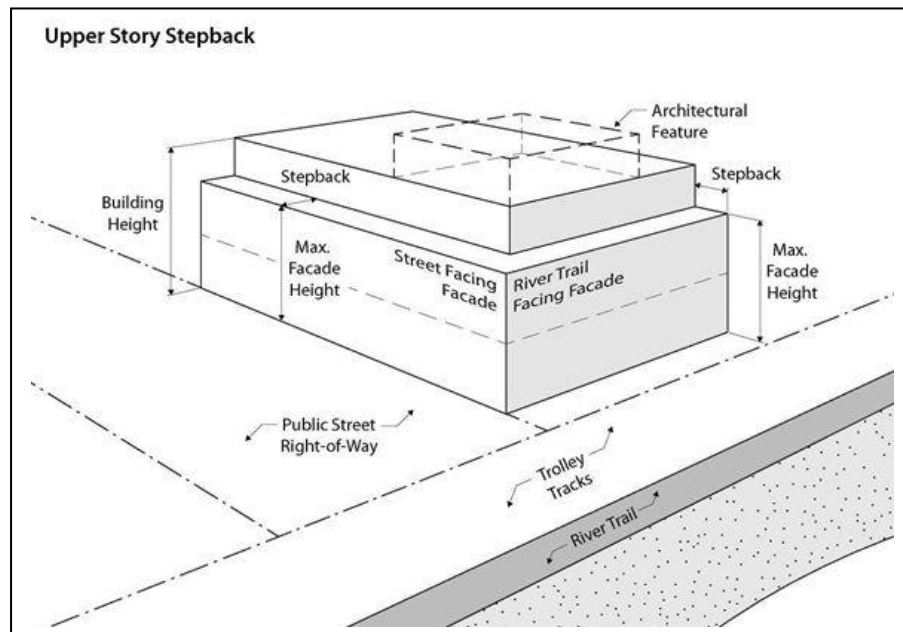 Upper Story Stepback
Architectural
Feature
Stepback
Stepback
Building
Height
Max.
Facade
Height
Street Facing
Facade
River Trail
Facing Facade
Max.
Facade
Height
Public Street
Right-of-Way
Trolley
Tracks
River Trail